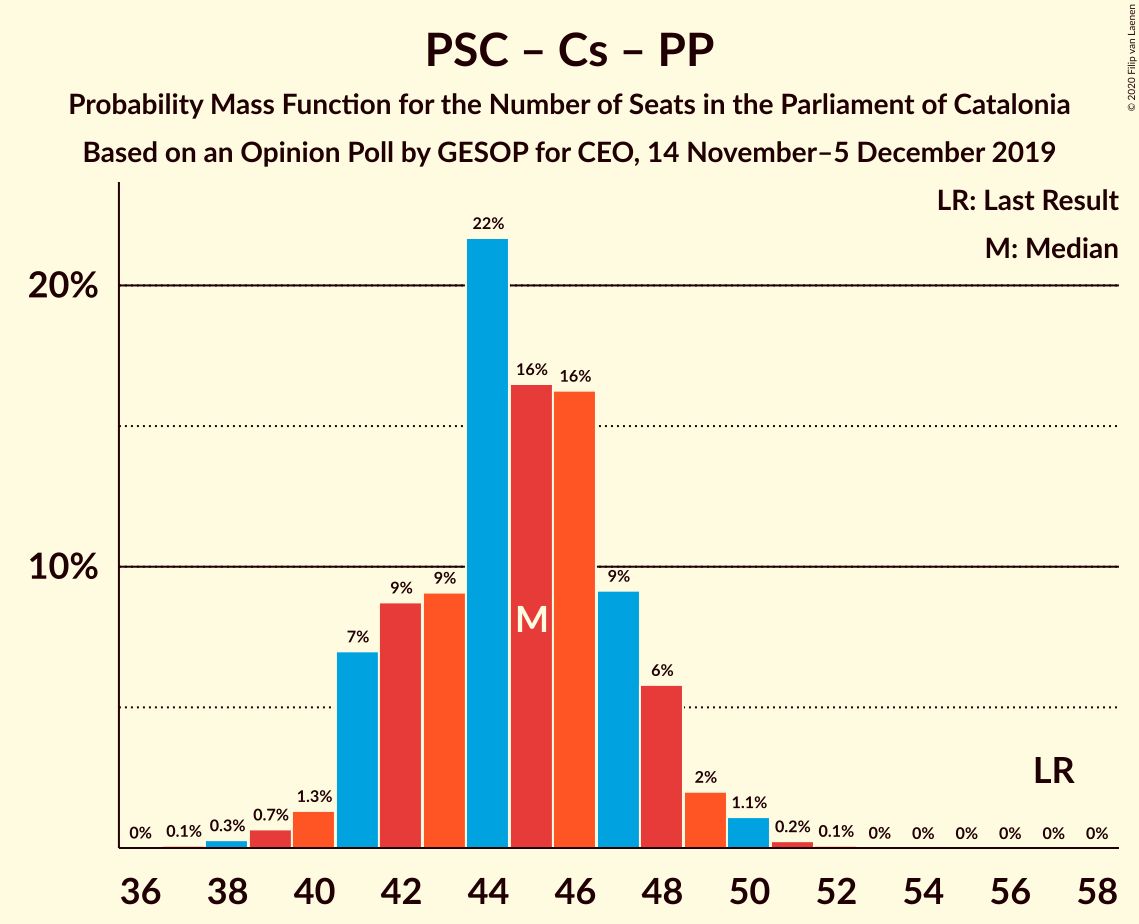 PSC – Cs – PP
Probability Mass Function for the Number of Seats in the Parliament of Catalonia
Based on an Opinion Poll by GESOP for CEO, 14 November–5 December 2019
© 2020 Filip van Laenen
LR: Last Result
M: Median
20%
10%
0% 0.1% 0.3% 0.7% 1.3% 7% 9% 9% 22% 16% 16% 9% 6% 2% 1.1% 0.2% 0.1% 0% 0% 0% 0% 0% 0%
M
LR
36 38 40 42 44 46 48 50 52 54 56 58